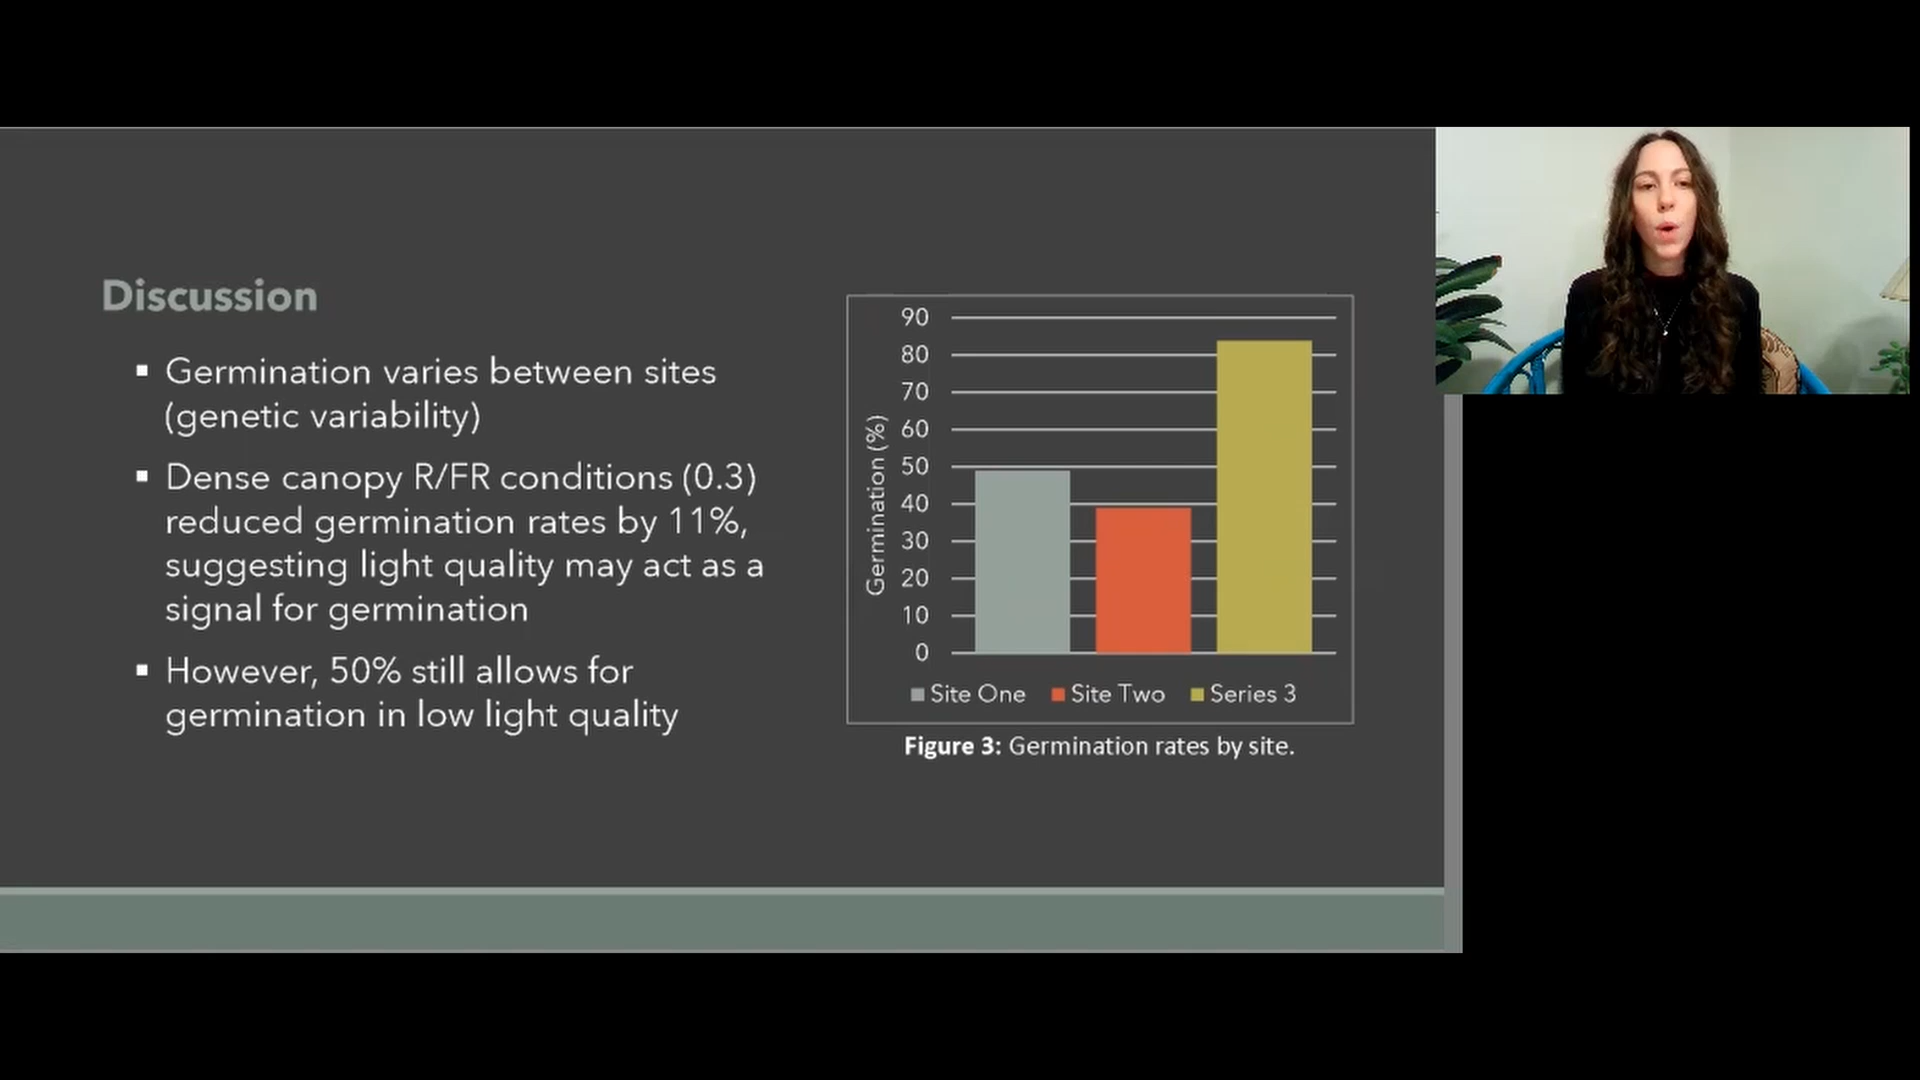 Discussion
▪ Germination varies between sites
(genetic variability)
▪ Dense canopy R/FR conditions (0.3)
reduced germination rates by 11%,
suggesting light quality may act as a
signal for germination
▪ However, 50% still allows for
germination in low light quality
Germination (%)
90
80
70
60
50
40
30
20
10
0
Site One Site Two Series 3
Figure 3: Germination rates by site.